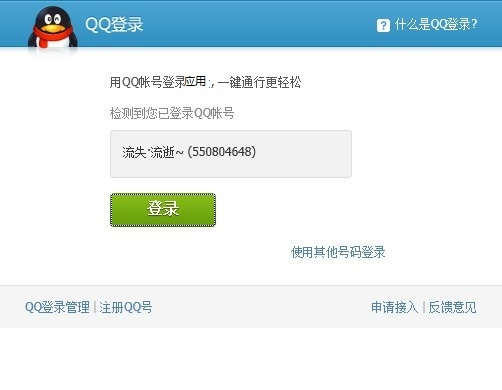 QQ登录
什么是QQ登录?
用QQ帐号登录应用 ,一键通行更轻松
检测到您已登录QQ帐号
流失·流逝~ (550804648)
登录
使用其他号码登录
QQ登录管理 | 注册QQ号
申请接入 | 反馈意见